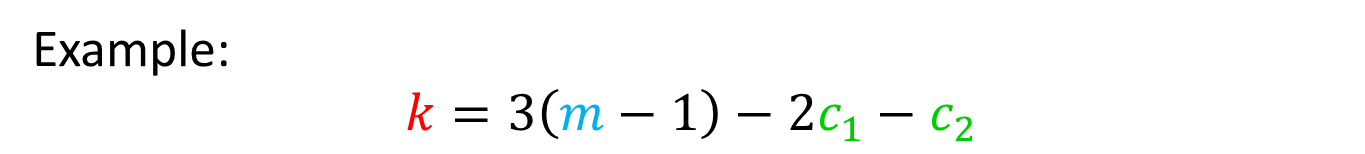 Example:
k = 3(m − 1) − 2c₁ − c₂